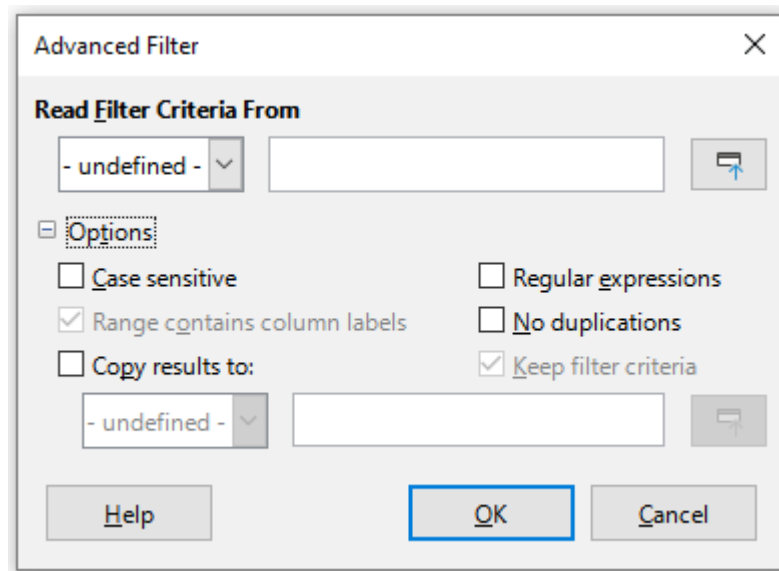 Advanced Filter
Read Filter Criteria From
- undefined -
Options
Case sensitive
Regular expressions
Range contains column labels
No duplications
Copy results to:
Keep filter criteria
- undefined -
Help
OK
Cancel